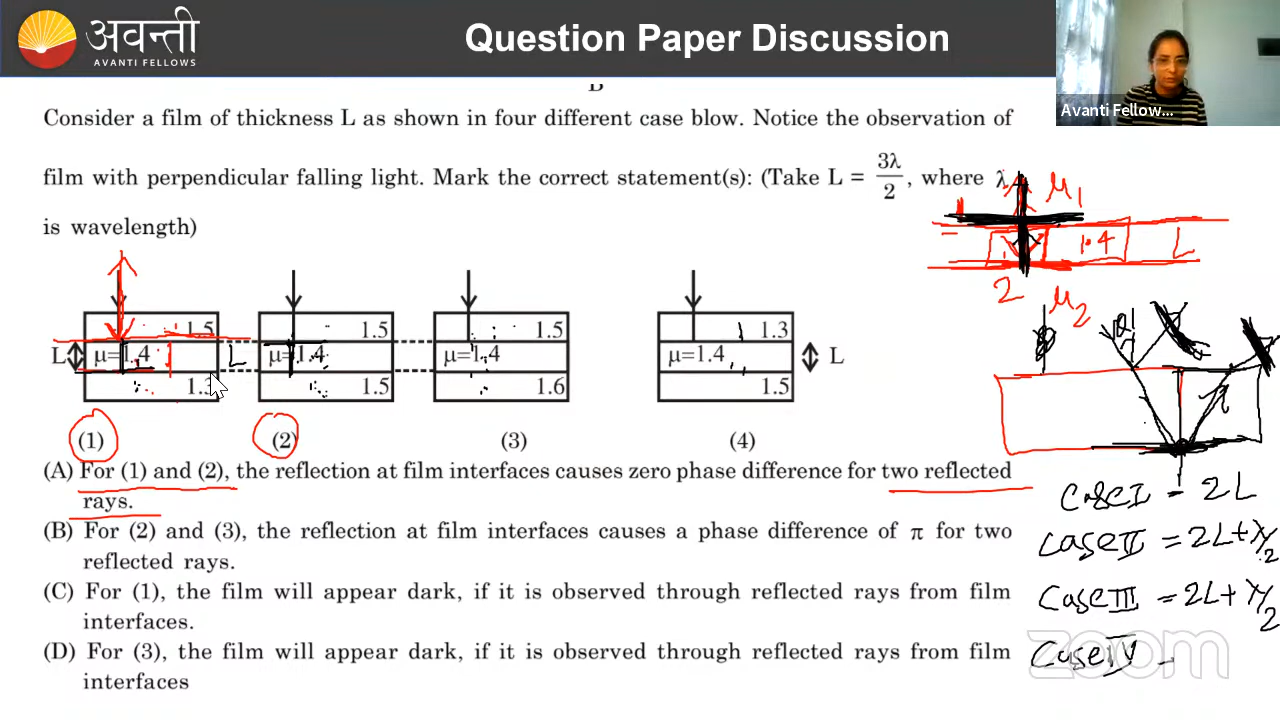 अवन्ती
AVANTI FELLOWS
Question Paper Discussion
Avanti Fellow...
B
Consider a film of thickness L as shown in four different case blow. Notice the observation of
film with perpendicular falling light. Mark the correct statement(s): (Take L = 3λ/2, where λ
is wavelength)
μ1
1.4 L
2 μ2
1.5 1.5 1.5 1.3
L μ=1.4 L μ=1.4 μ=1.4 μ=1.4 L
1.3 1.5 1.6 1.5
(1) (2) (3) (4)
(A) For (1) and (2), the reflection at film interfaces causes zero phase difference for two reflected
rays.
(B) For (2) and (3), the reflection at film interfaces causes a phase difference of π for two
reflected rays.
(C) For (1), the film will appear dark, if it is observed through reflected rays from film
interfaces.
(D) For (3), the film will appear dark, if it is observed through reflected rays from film
interfaces
Case I = 2L
Case II = 2L+λ/2
Case III = 2L+λ/2
Case IV =
zoom